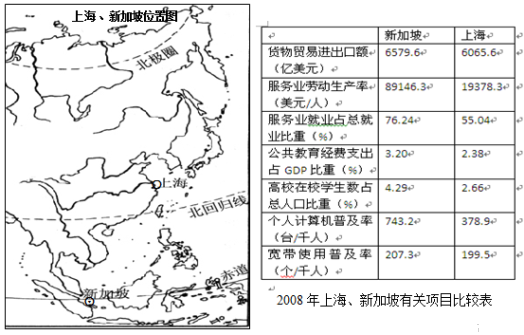 上海、新加坡位置图
北极圈
上海
北回归线
赤道
新加坡
新加坡 上海
货物贸易进出口额 6579.6 6065.6
（亿美元）
服务业劳动生产率 89146.3 19378.3
（美元/人）
服务业就业占总就 76.24 55.04
业比重（%）
公共教育经费支出 3.20 2.38
占 GDP 比重（%）
高校在校学生数占 4.29 2.66
总人口比重（%）
个人计算机普及率 743.2 378.9
（台/千人）
宽带使用普及率 207.3 199.5
（个/千人）
2008 年上海、新加坡有关项目比较表